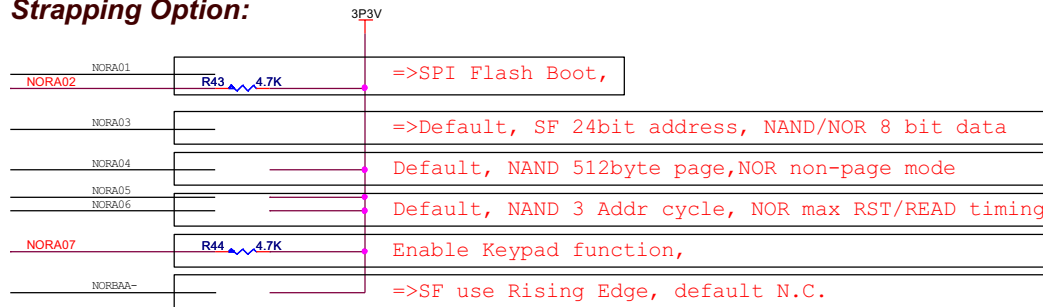 Strapping Option:
3P3V
NORA01
NORA02 R43 4.7K =>SPI Flash Boot,
NORA03 =>Default, SF 24bit address, NAND/NOR 8 bit data
NORA04 Default, NAND 512byte page,NOR non-page mode
NORA05
NORA06 Default, NAND 3 Addr cycle, NOR max RST/READ timing
NORA07 R44 4.7K Enable Keypad function,
NORBAA- =>SF use Rising Edge, default N.C.